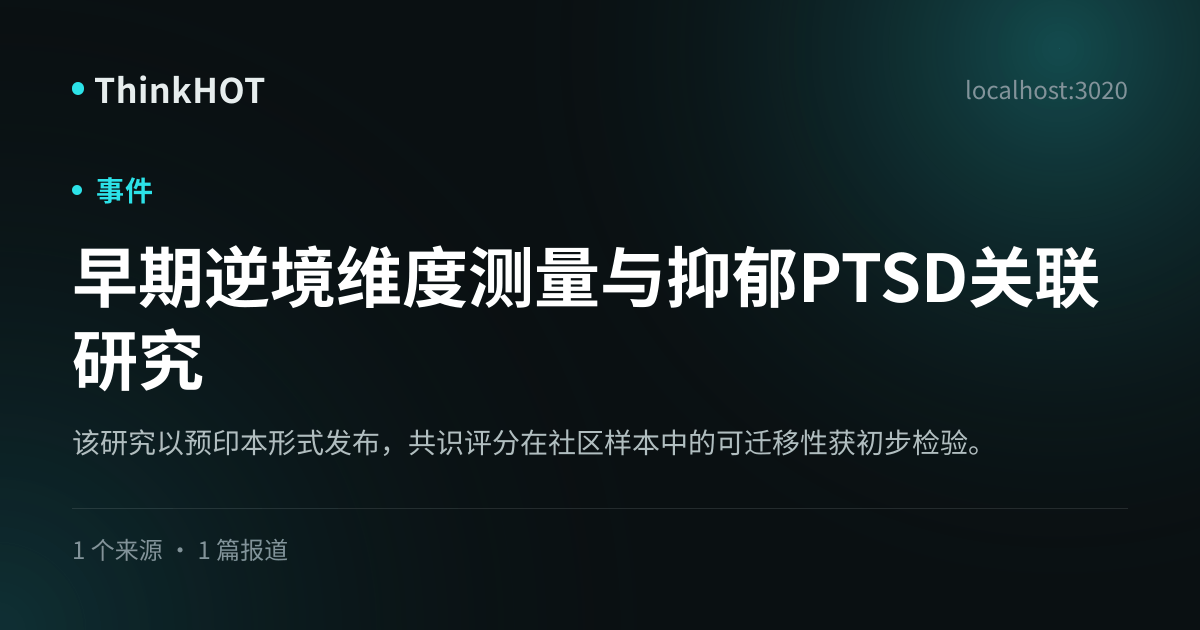 ThinkHOT
localhost:3020
事件
早期逆境维度测量与抑郁PTSD关联
研究
该研究以预印本形式发布，共识评分在社区样本中的可迁移性获初步检验。
1 个来源 · 1 篇报道